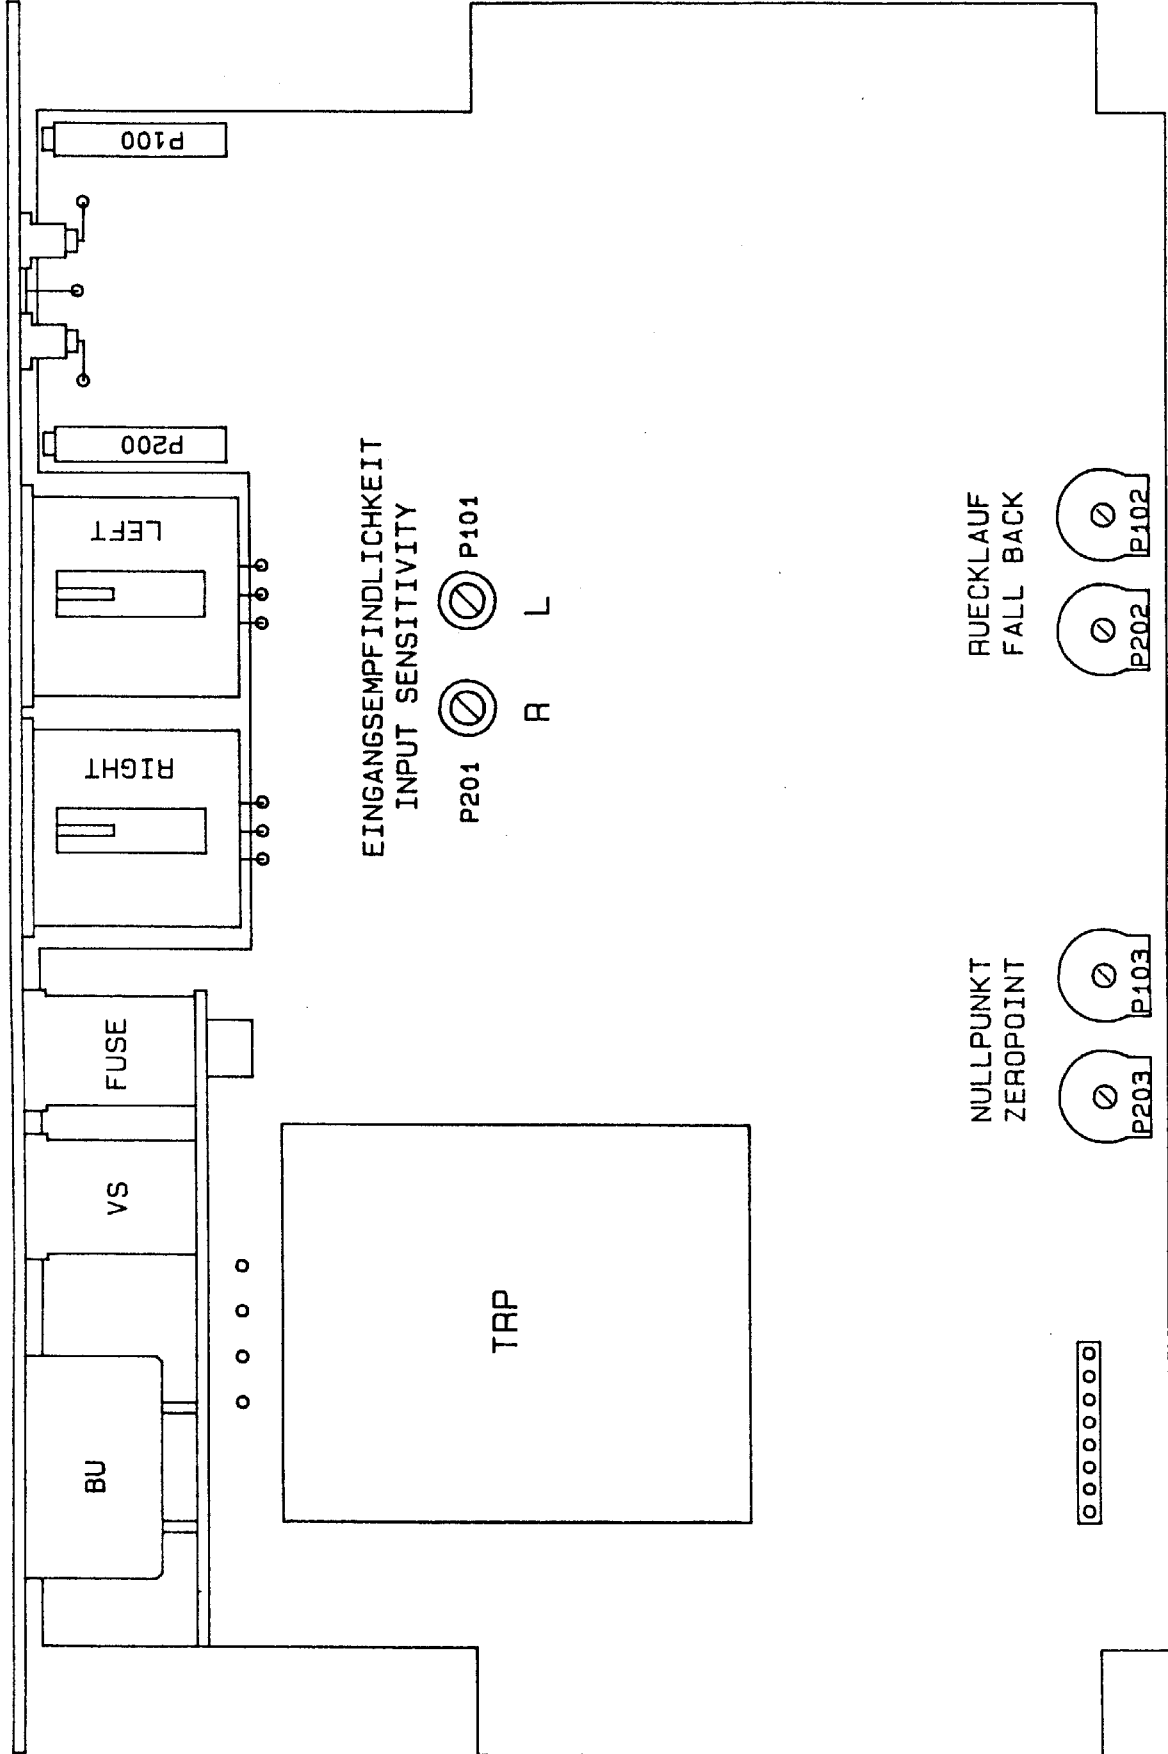 P100
P200
LEFT
RIGHT
FUSE
VS
BU
EINGANGSEMPFINDLICHKEIT
INPUT SENSITIVITY
P201
P101
R
L
TRP
RUECKLAUF
FALL BACK
P202
P102
NULLPUNKT
ZEROPOINT
P203
P103